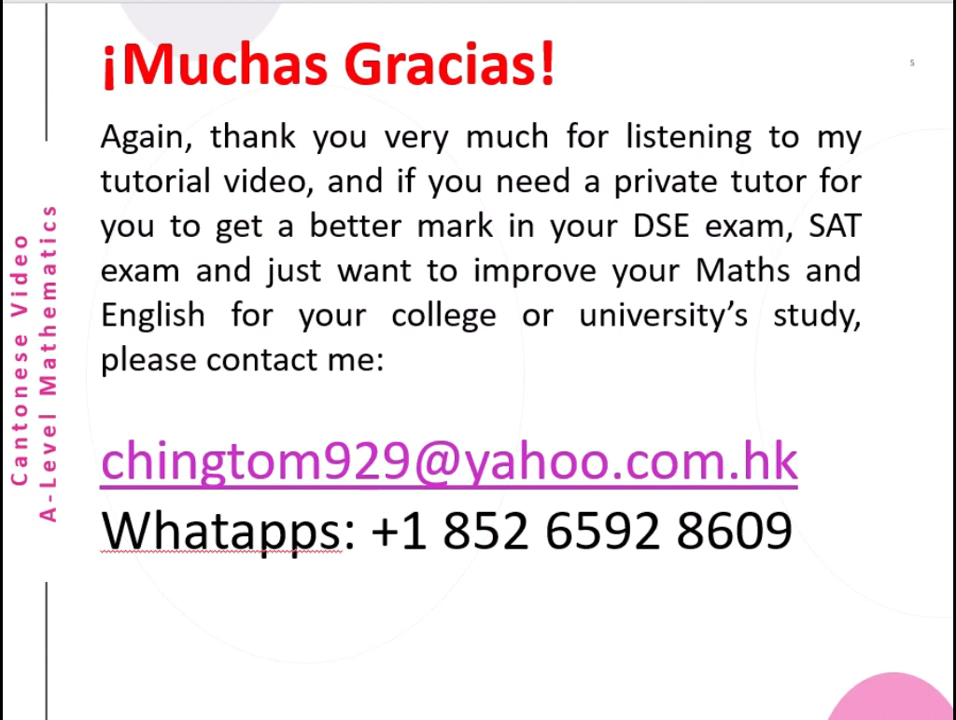 ¡Muchas Gracias!
5
Again, thank you very much for listening to my
tutorial video, and if you need a private tutor for
you to get a better mark in your DSE exam, SAT
exam and just want to improve your Maths and
English for your college or university’s study,
please contact me:
chingtom929@yahoo.com.hk
Whatapps: +1 852 6592 8609
Cantonese Video
A-Level Mathematics